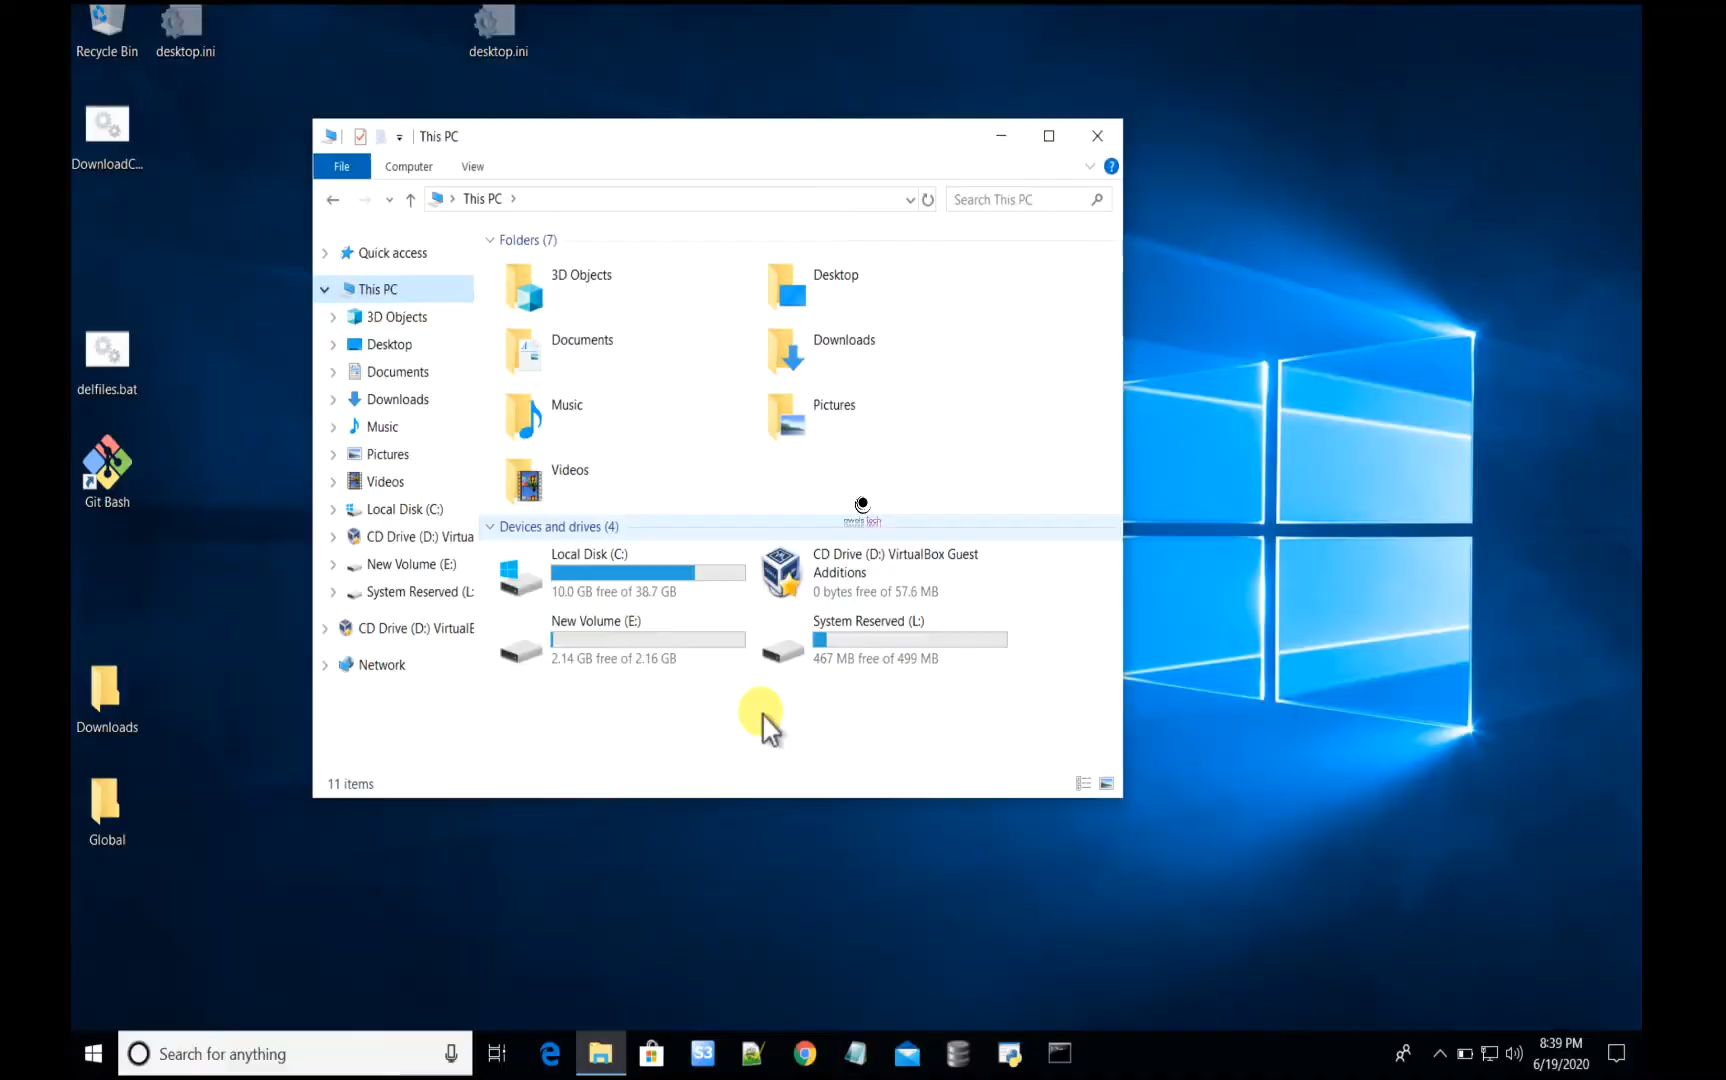 Recycle Bin
desktop.ini
desktop.ini
DownloadC...
delfiles.bat
Git Bash
Downloads
Global
This PC
File
Computer
View
?
This PC
Search This PC
Quick access
This PC
3D Objects
Desktop
Documents
Downloads
Music
Pictures
Videos
Local Disk (C:)
CD Drive (D:) Virtua
New Volume (E:)
System Reserved (L:
CD Drive (D:) VirtualE
Network
Folders (7)
3D Objects
Desktop
Documents
Downloads
Music
Pictures
Videos
Devices and drives (4)
Local Disk (C:)
10.0 GB free of 38.7 GB
CD Drive (D:) VirtualBox Guest
Additions
0 bytes free of 57.6 MB
New Volume (E:)
2.14 GB free of 2.16 GB
System Reserved (L:)
467 MB free of 499 MB
11 items
Search for anything
S3
8:39 PM
6/19/2020